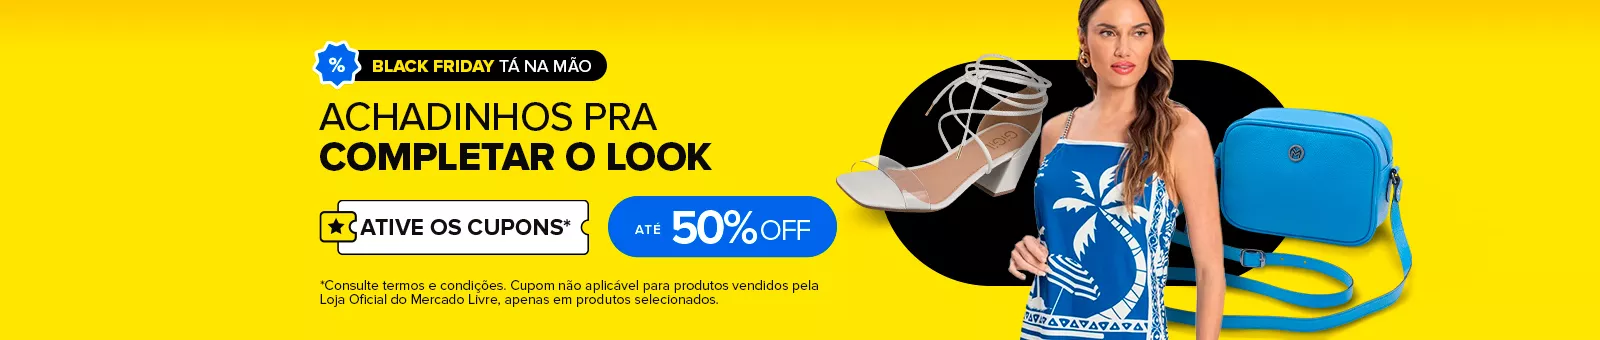 %
BLACK FRIDAY TÁ NA MÃO
ACHADINHOS PRA
COMPLETAR O LOOK
ATIVE OS CUPONS*
ATÉ 50% OFF
*Consulte termos e condições. Cupom não aplicável para produtos vendidos pela
Loja Oficial do Mercado Livre, apenas em produtos selecionados.